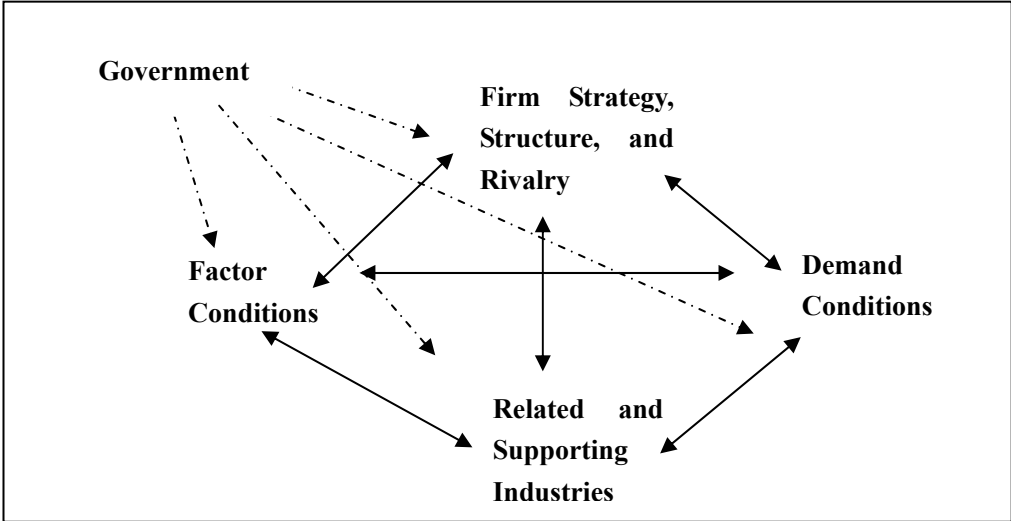 Government
Firm Strategy,
Structure, and
Rivalry
Factor
Conditions
Demand
Conditions
Related and
Supporting
Industries